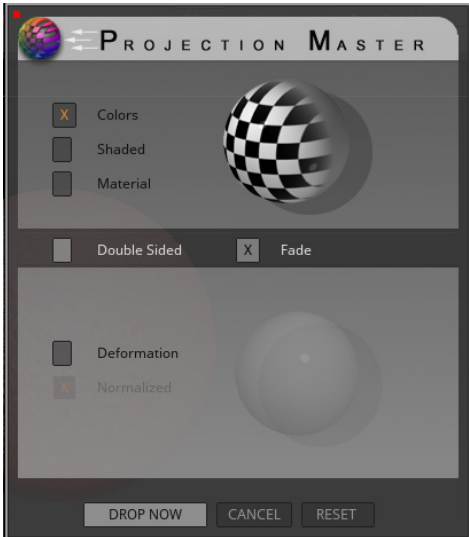 PROJECTION MASTER
X Colors
Shaded
Material
Double Sided X Fade
Deformation
X Normalized
DROP NOW CANCEL RESET